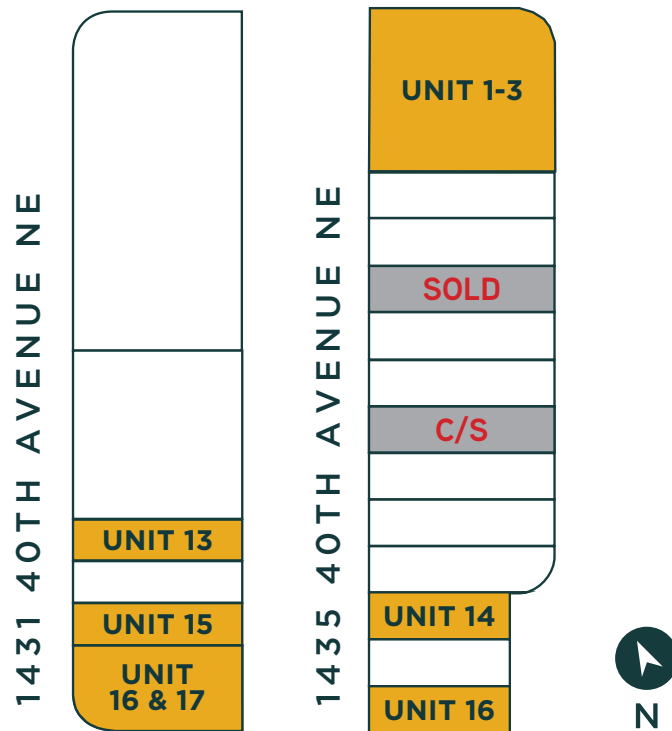 1431 40TH AVENUE NE
UNIT 13
UNIT 15
UNIT
16 & 17
1435 40TH AVENUE NE
UNIT 1-3
SOLD
C/S
UNIT 14
UNIT 16
N